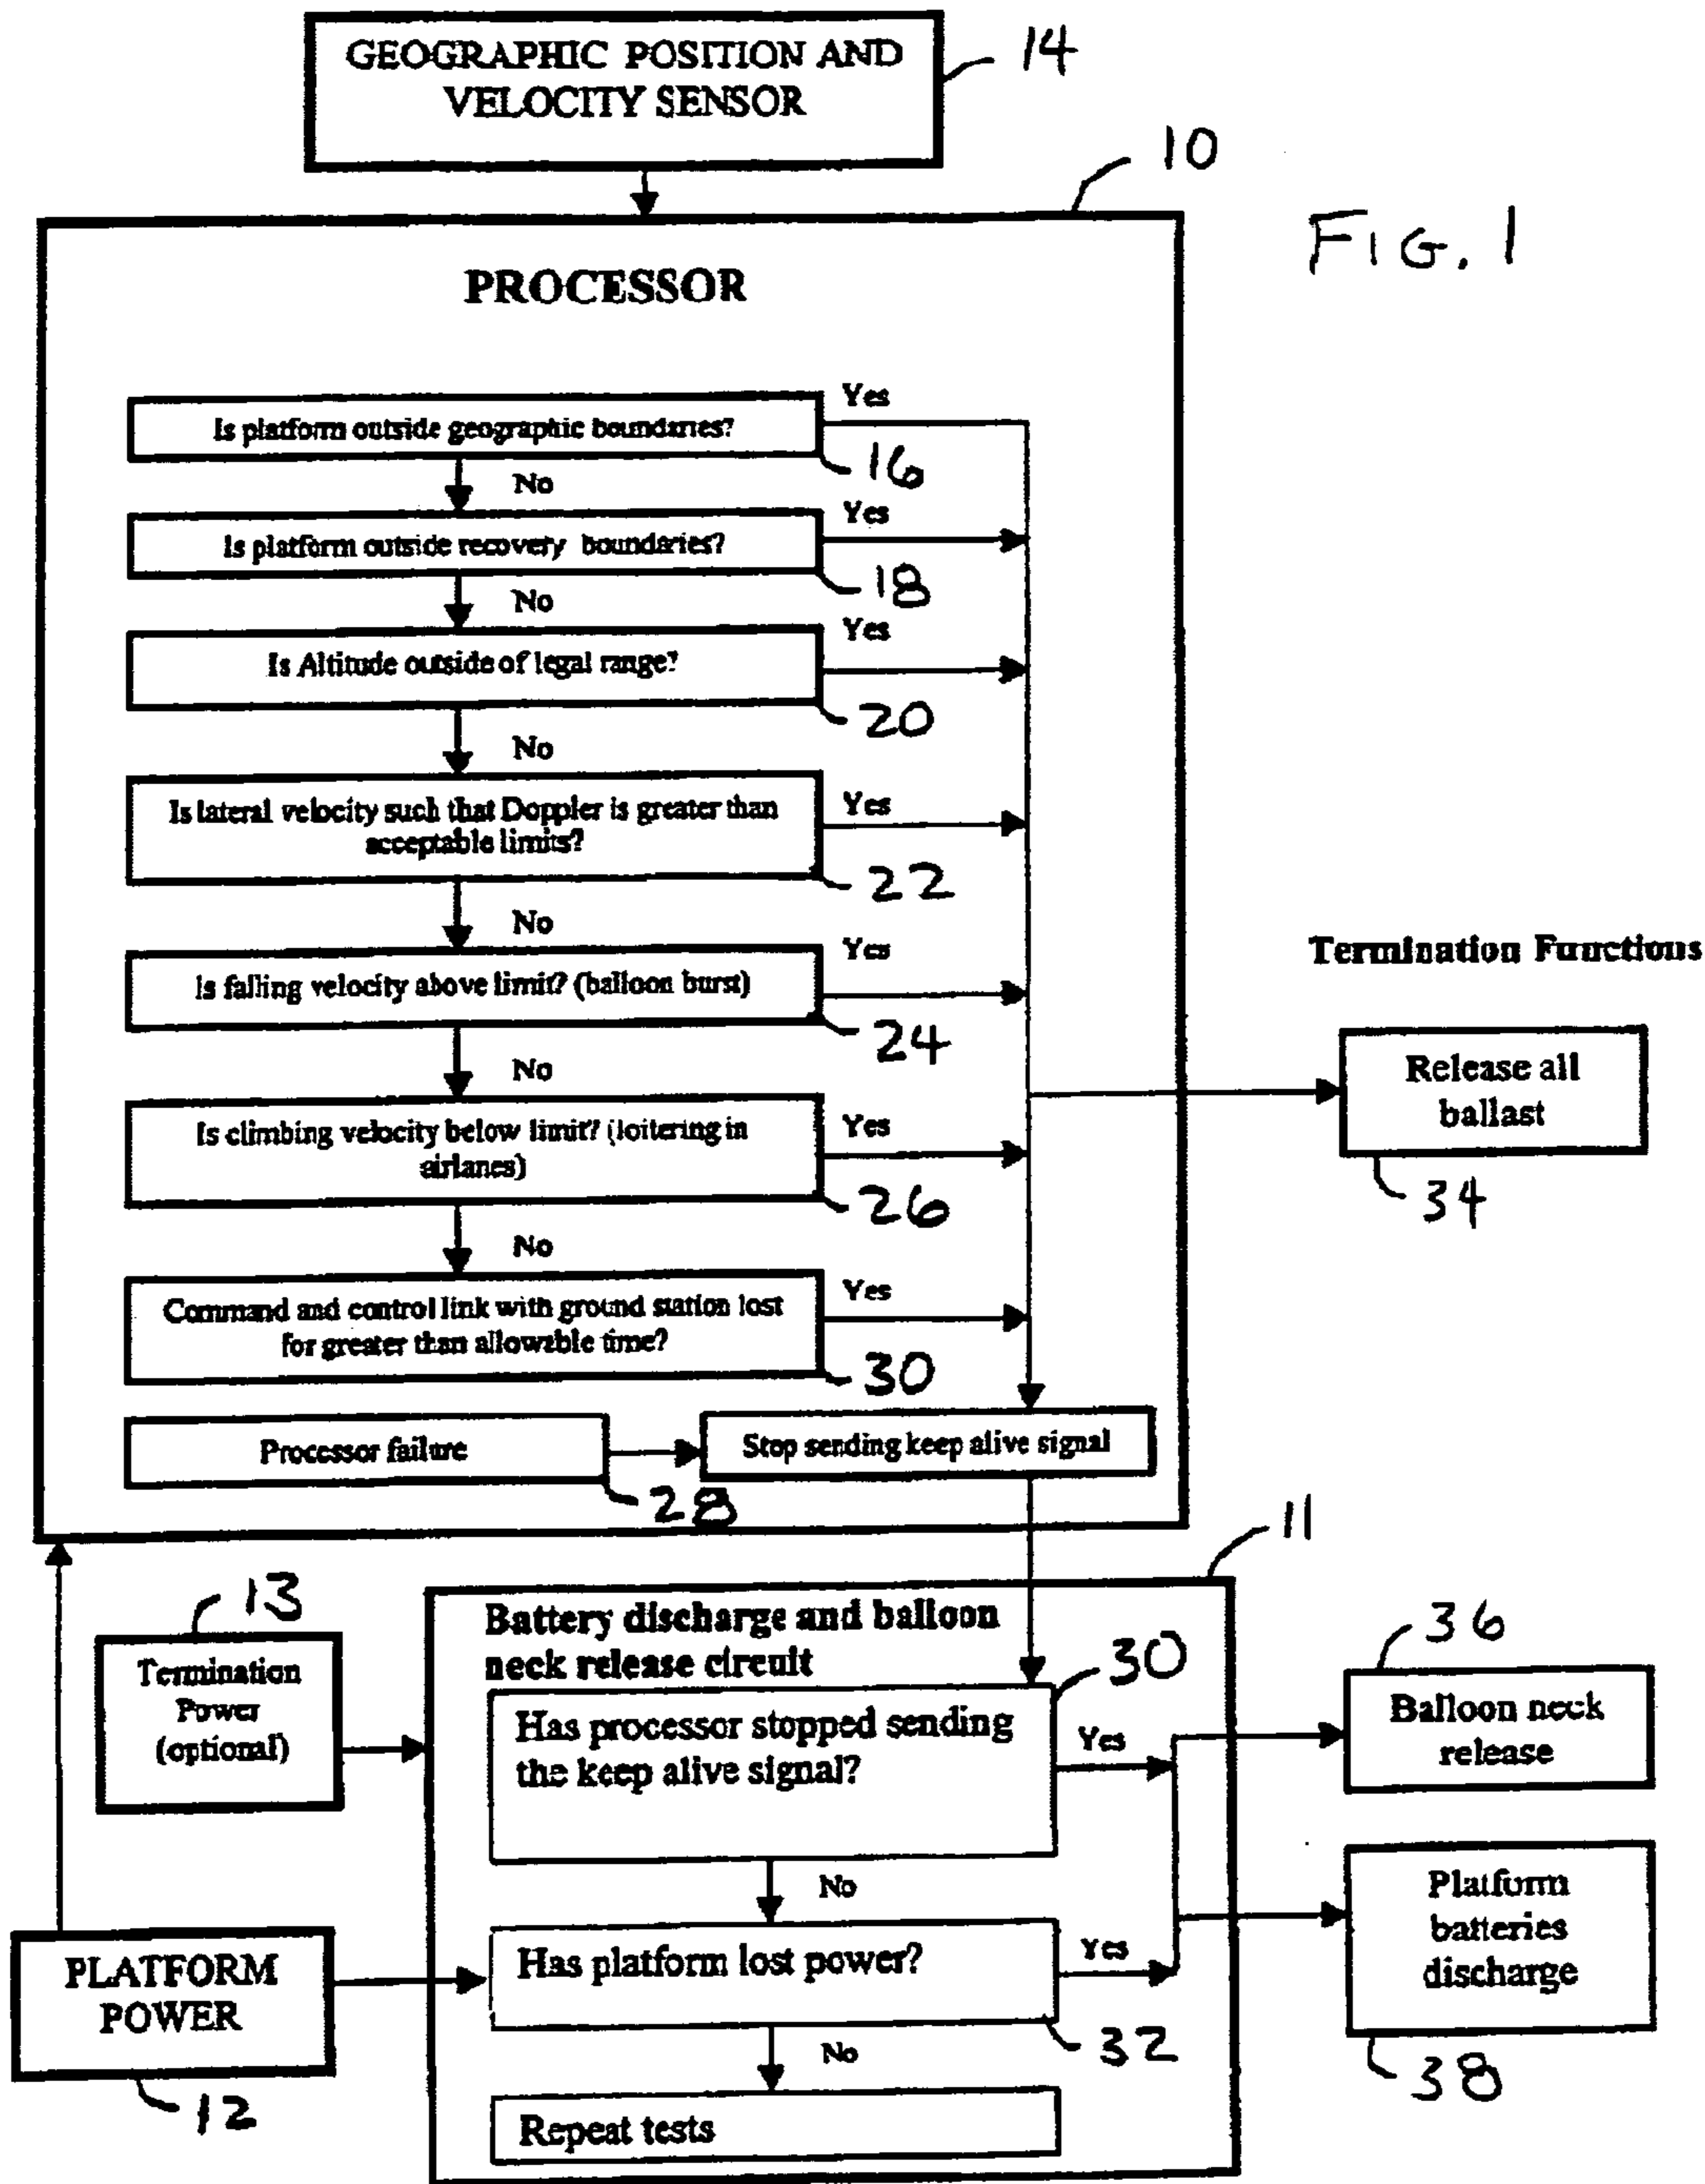 GEOGRAPHIC POSITION AND
VELOCITY SENSOR
14
10
FIG. 1
PROCESSOR
Is platform outside geographic boundaries?
Yes
16
No
Is platform outside recovery boundaries?
Yes
18
No
Is Altitude outside of legal range?
Yes
20
No
Is lateral velocity such that Doppler is greater than
acceptable limits?
Yes
22
No
Is falling velocity above limit? (balloon burst)
Yes
24
No
Termination Functions
Release all
ballast
34
Is climbing velocity below limit? (loitering in
airlanes)
Yes
26
No
Command and control link with ground station lost
for greater than allowable time?
Yes
30
Processor failure
28
Stop sending keep alive signal
11
13
Termination
Power
(optional)
Battery discharge and balloon
neck release circuit
30
Has processor stopped sending
the keep alive signal?
Yes
No
36
Balloon neck
release
PLATFORM
POWER
12
Has platform lost power?
Yes
32
No
Platform
batteries
discharge
38
Repeat tests